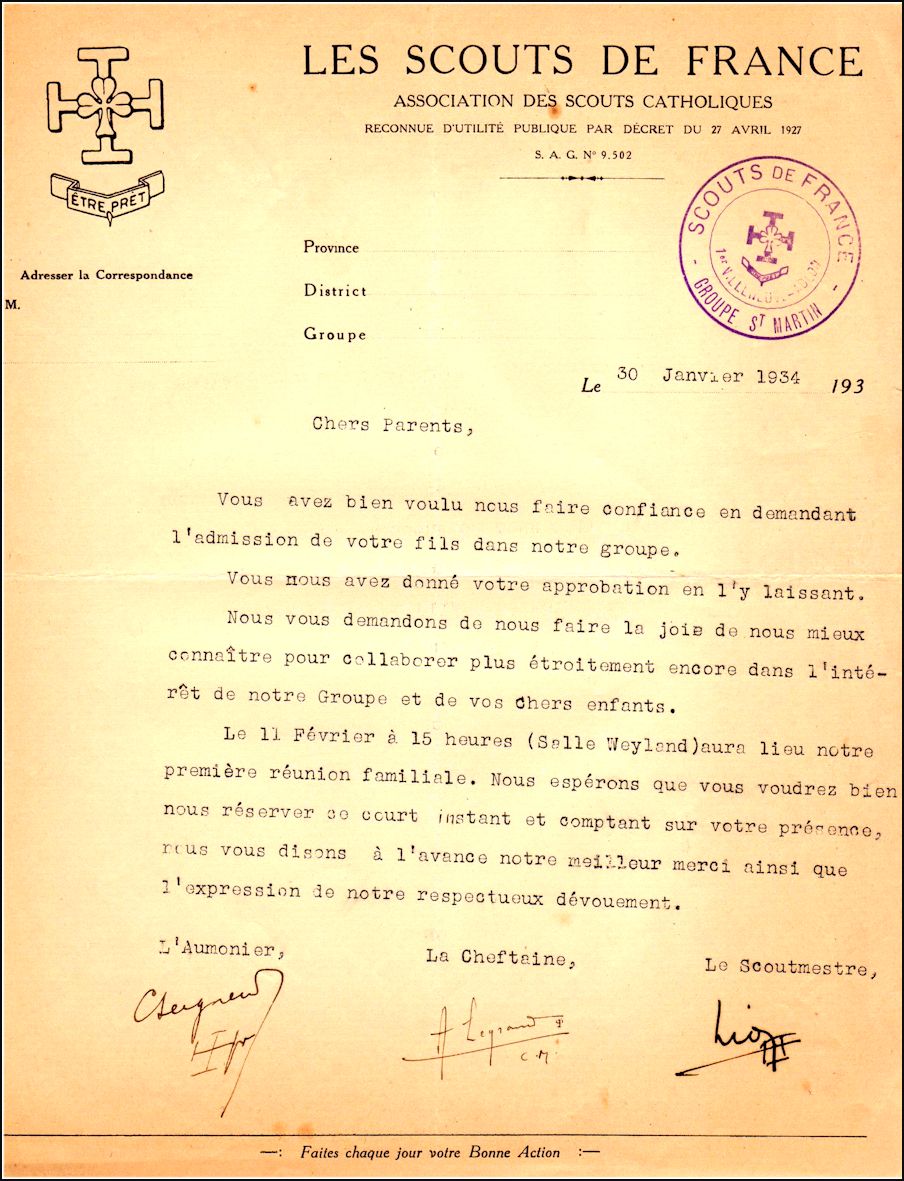 LES SCOUTS DE FRANCE
ASSOCIATION DES SCOUTS CATHOLIQUES
RECONNUE D'UTILITÉ PUBLIQUE PAR DÉCRET DU 27 AVRIL 1927
S. A. G. N° 9.502
ÊTRE PRÊT
SCOUTS DE FRANCE
GROUPE ST MARTIN
Adresser la Correspondance
M.
Province
District
Groupe
Le 30 Janvier 1934 193
Chers Parents,
Vous avez bien voulu nous faire confiance en demandant
l'admission de votre fils dans notre groupe.
Vous nous avez donné votre approbation en l'y laissant.
Nous vous demandons de nous faire la joie de nous mieux
connaître pour collaborer plus étroitement encore dans l'inté-
rêt de notre Groupe et de vos Chers enfants.
Le 11 Février à 15 heures (Salle Weyland)aura lieu notre
première réunion familiale. Nous espérons que vous voudrez bien
nous réserver ce court instant et comptant sur votre présence,
nous vous disons à l'avance notre meilleur merci ainsi que
l'expression de notre respectueux dévouement.
L'Aumonier, La Cheftaine, Le Scoutmestre,
A Legrand
C.M.
—: Faites chaque jour votre Bonne Action :—